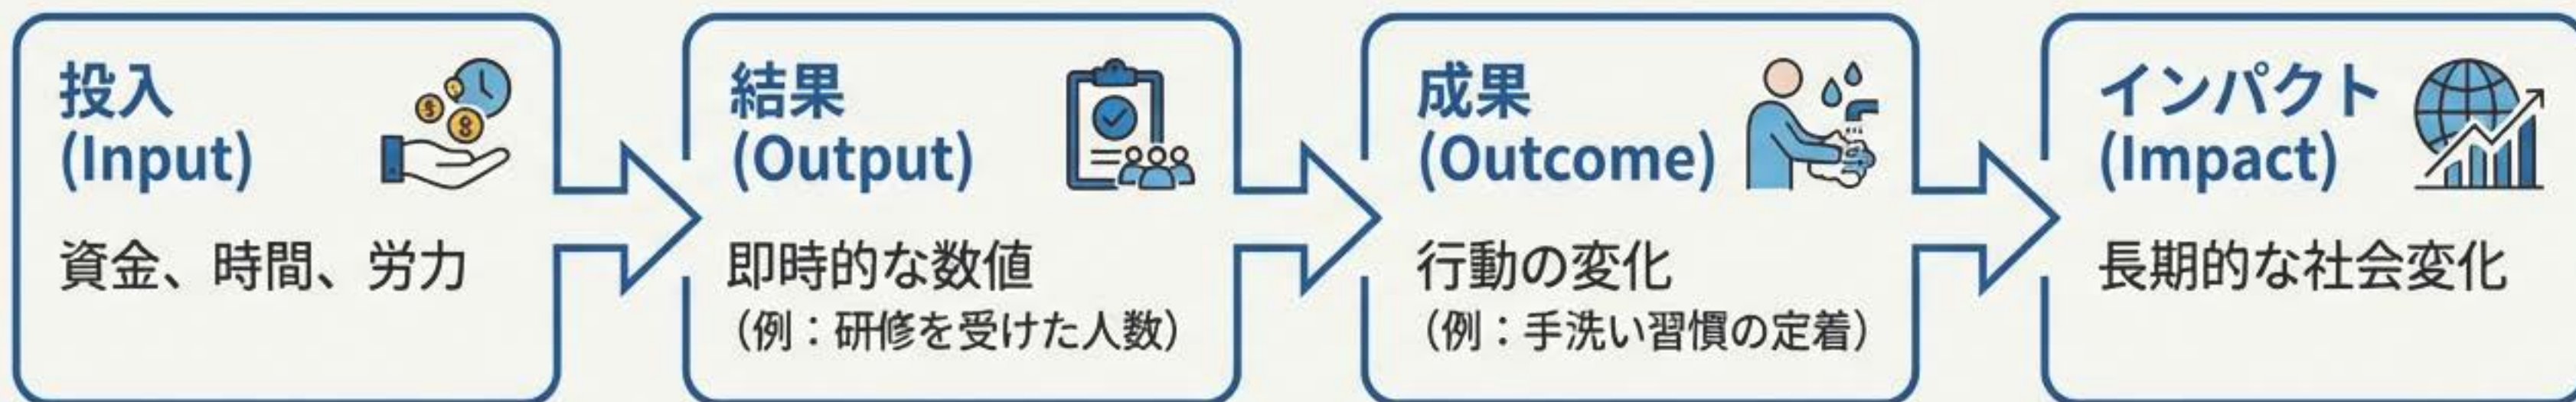 投入
(Input)
資金、時間、労力
結果
(Output)
即時的な数値
（例：研修を受けた人数）
成果
(Outcome)
行動の変化
（例：手洗い習慣の定着）
インパクト
(Impact)
長期的な社会変化